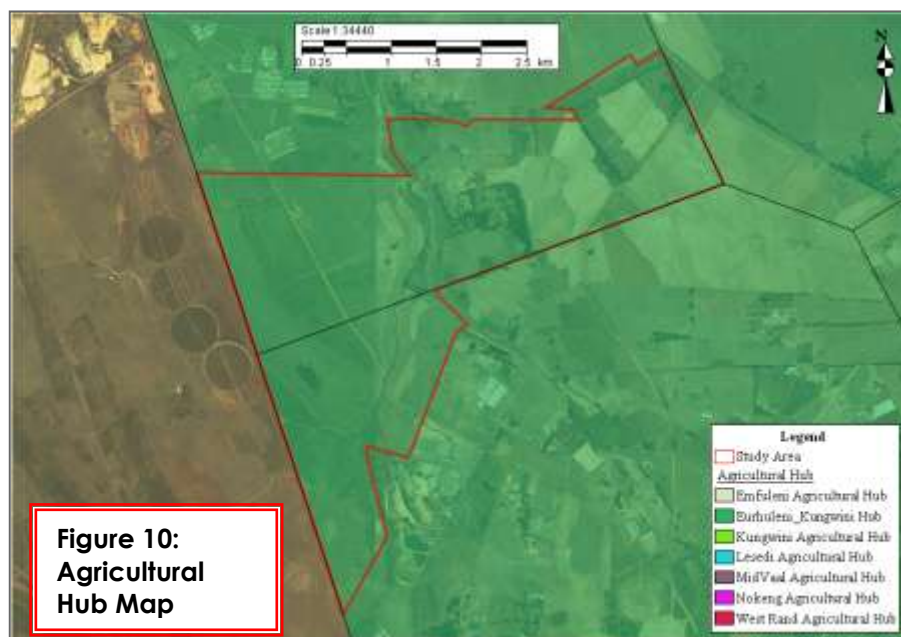 Scale 1:34440
0 0.25 1 1.5 2 2.5 km
N
Legend
Study Area
Agricultural Hub
Emfuleni Agricultural Hub
Eurhuleni_Kungwini Hub
Kungwini Agricultural Hub
Lesedi Agricultural Hub
MidVaal Agricultural Hub
Nokeng Agricultural Hub
West Rand Agricultural Hub
Figure 10:
Agricultural
Hub Map